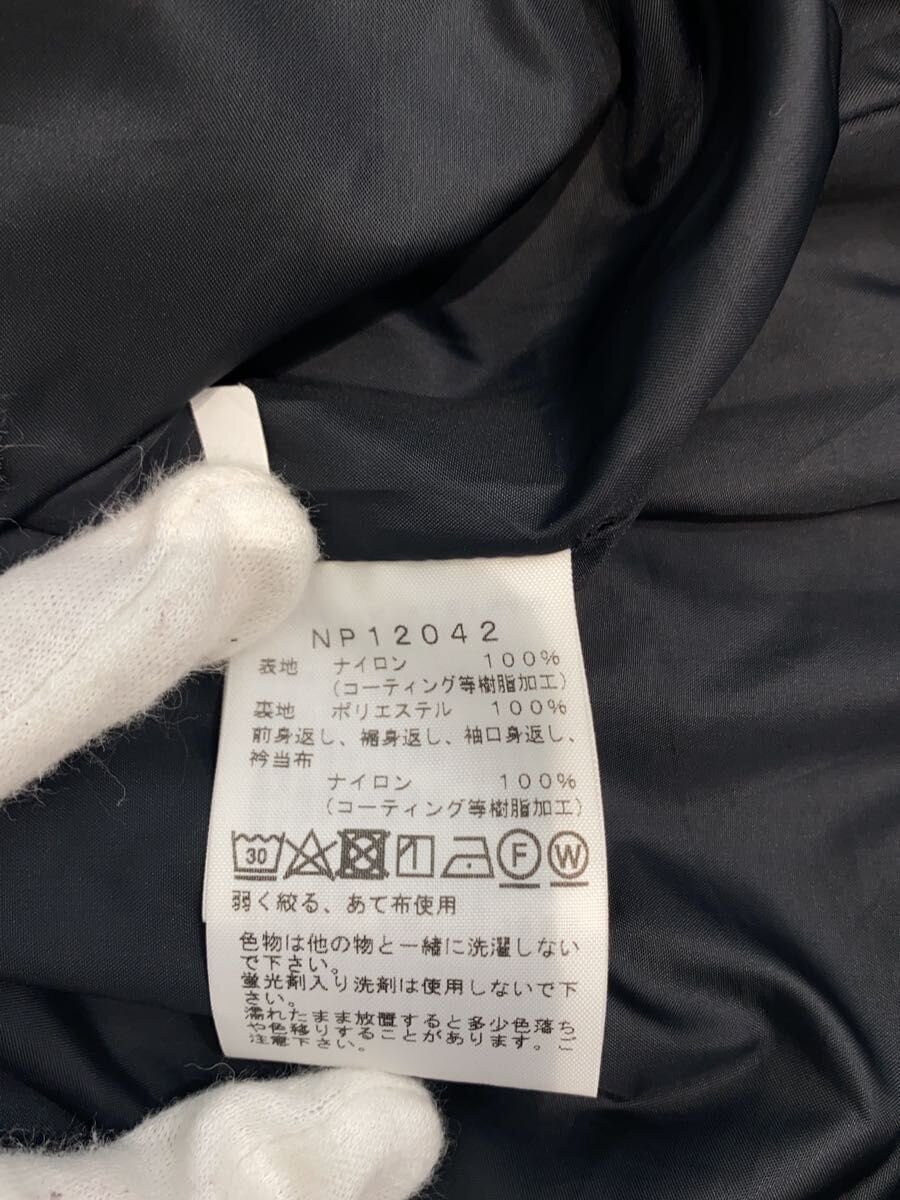 NP12042
表地 ナイロン 100%
(コーティング等樹脂加工)
裏地 ポリエステル 100%
前身返し、裾身返し、袖口身返し、
衿当布
ナイロン 100%
(コーティング等樹脂加工)
30 F W
弱く絞る、あて布使用
色物は他の物と一緒に洗濯しない
で下さい。
蛍光剤入り洗剤は使用しないで下
さい。
濡れたまま放置すると多少色落ち
や色移りすることがあります。ご
注意下さい。